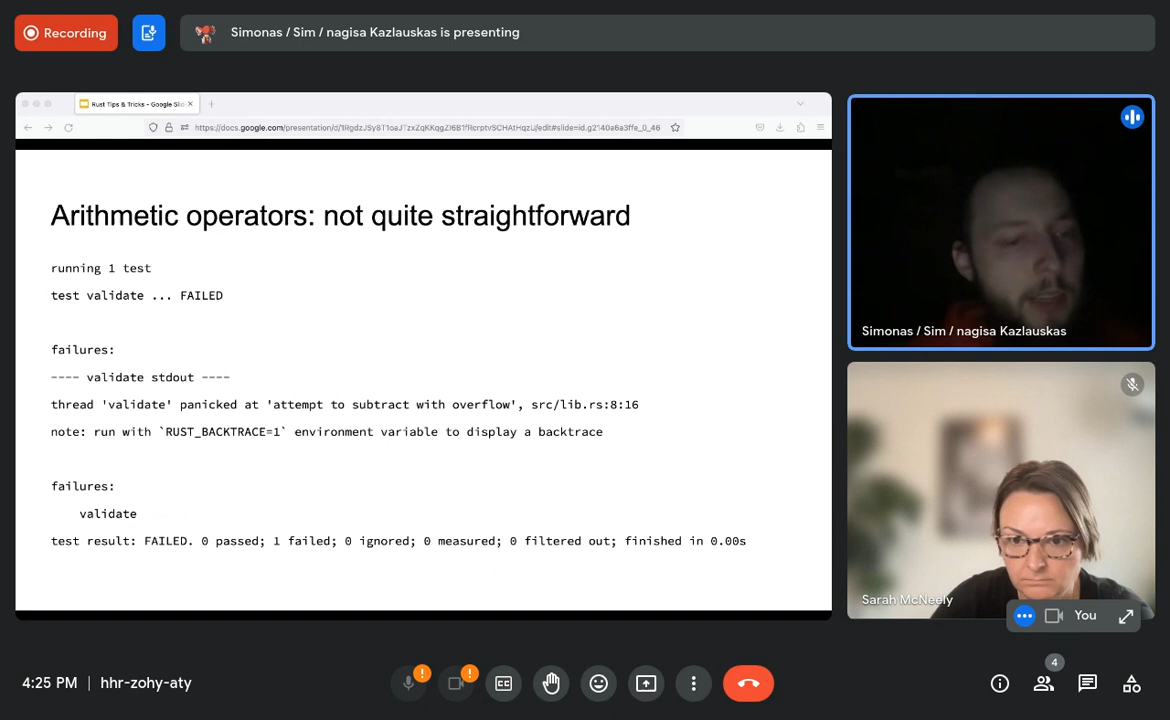 Recording
Simonas / Sim / nagisa Kazlauskas is presenting
Rust Tips & Tricks - Google Slid
Arithmetic operators: not quite straightforward
running 1 test
test validate ... FAILED
failures:
---- validate stdout ----
thread 'validate' panicked at 'attempt to subtract with overflow', src/lib.rs:8:16
note: run with `RUST_BACKTRACE=1` environment variable to display a backtrace
failures:
validate
test result: FAILED. 0 passed; 1 failed; 0 ignored; 0 measured; 0 filtered out; finished in 0.00s
Simonas / Sim / nagisa Kazlauskas
Sarah McNeely
You
4:25 PM | hhr-zohy-aty
4